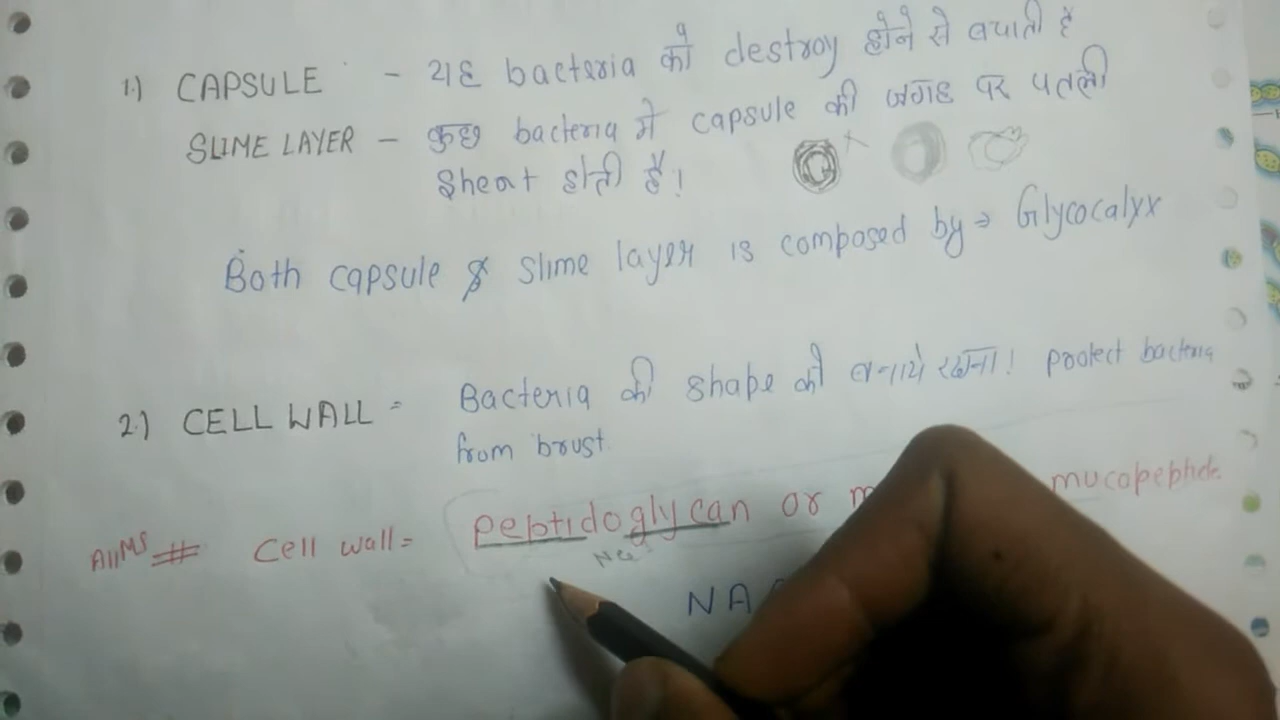 1.) CAPSULE - यह bacteria को destroy होने से बचाती है
SLIME LAYER - कुछ bacteria में capsule की जगह पर पतली
Sheat होती हैं!
Both capsule & slime layer is composed by → Glycocalyx
2.) CELL WALL = Bacteria की shape को बनाये रखना! protect bacteria
from brust.
AIIMS # Cell wall = peptidoglycan or mucopeptide